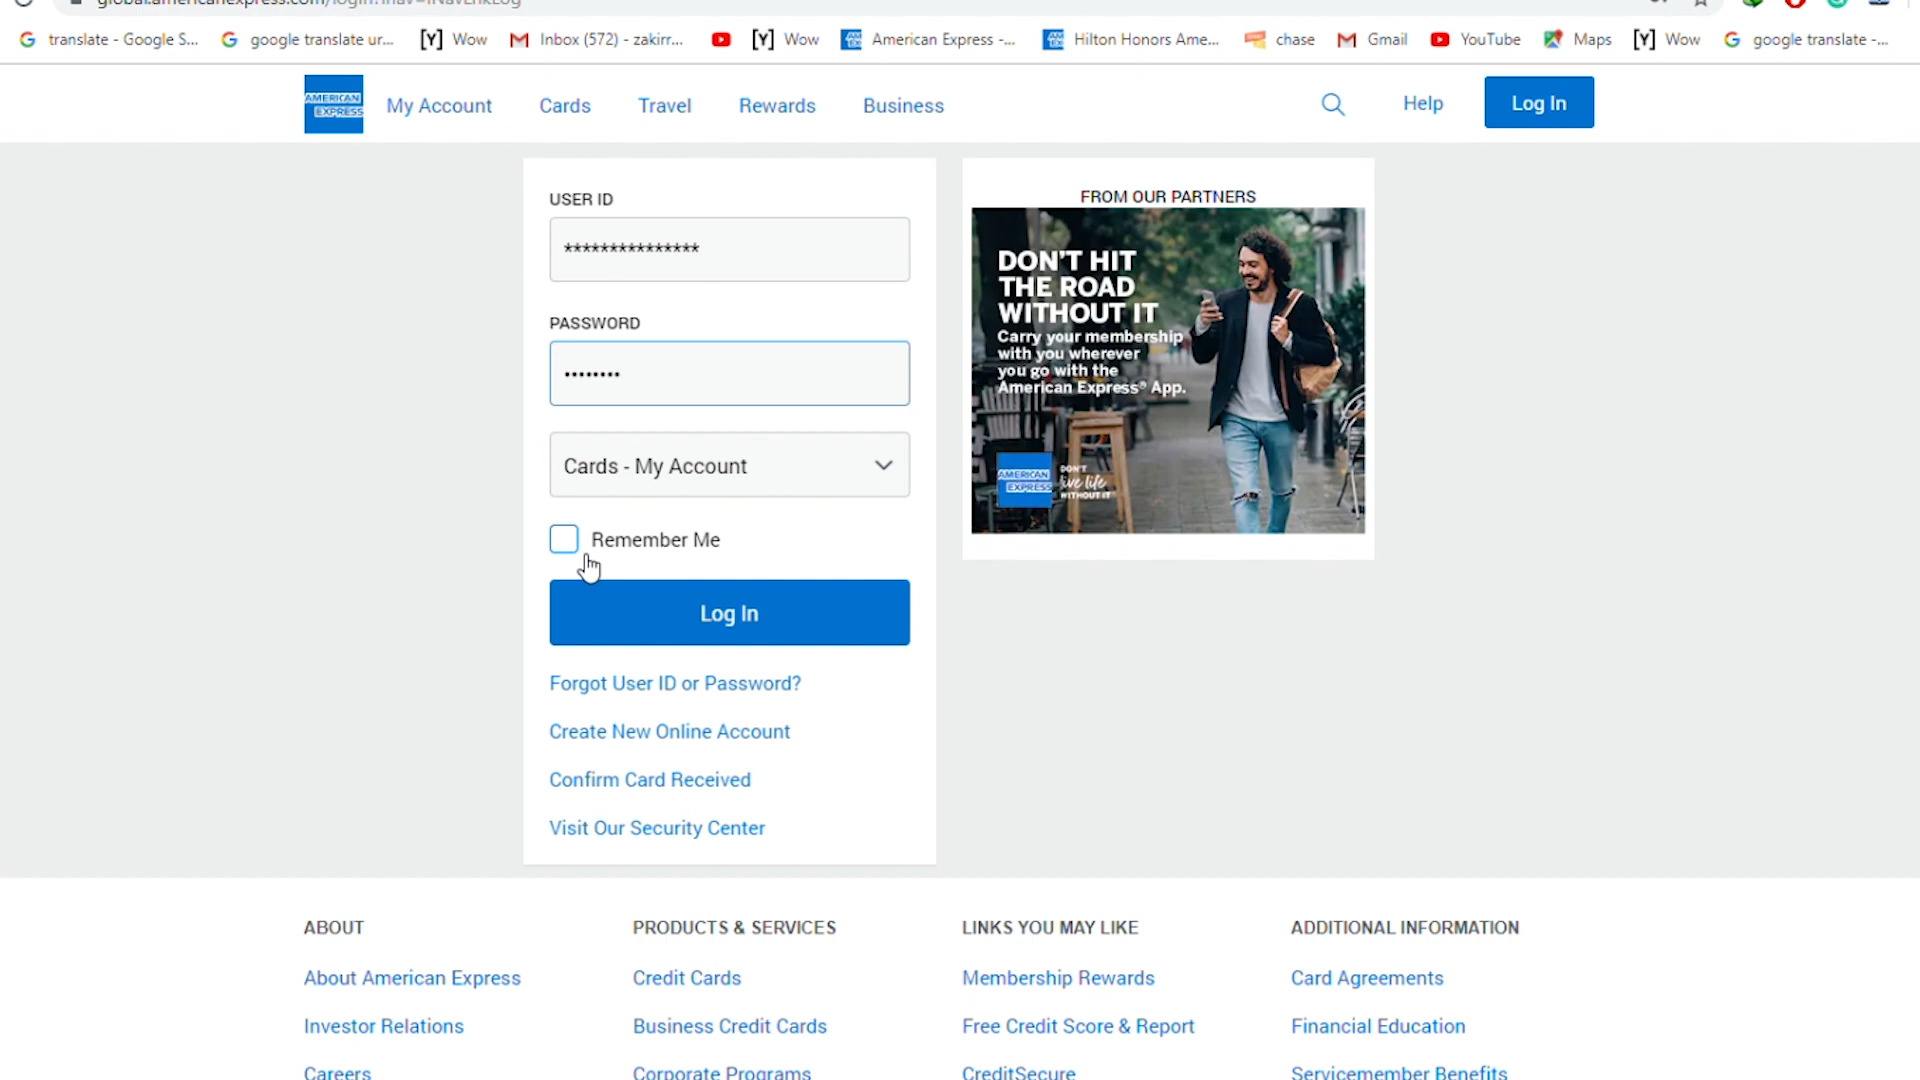 translate - Google S...
google translate ur...
[Y] Wow
Inbox (572) - zakirr...
[Y] Wow
American Express -...
Hilton Honors Ame...
chase
Gmail
YouTube
Maps
[Y] Wow
google translate -...
AMERICAN
EXPRESS
My Account
Cards
Travel
Rewards
Business
Help
Log In
USER ID
***************
PASSWORD
••••••••
Cards - My Account
Remember Me
Log In
Forgot User ID or Password?
Create New Online Account
Confirm Card Received
Visit Our Security Center
FROM OUR PARTNERS
DON'T HIT
THE ROAD
WITHOUT IT
Carry your membership
with you wherever
you go with the
American Express® App.
AMERICAN
EXPRESS
DON'T
live life
WITHOUT IT
ABOUT
About American Express
Investor Relations
Careers
PRODUCTS & SERVICES
Credit Cards
Business Credit Cards
Corporate Programs
LINKS YOU MAY LIKE
Membership Rewards
Free Credit Score & Report
CreditSecure
ADDITIONAL INFORMATION
Card Agreements
Financial Education
Servicemember Benefits